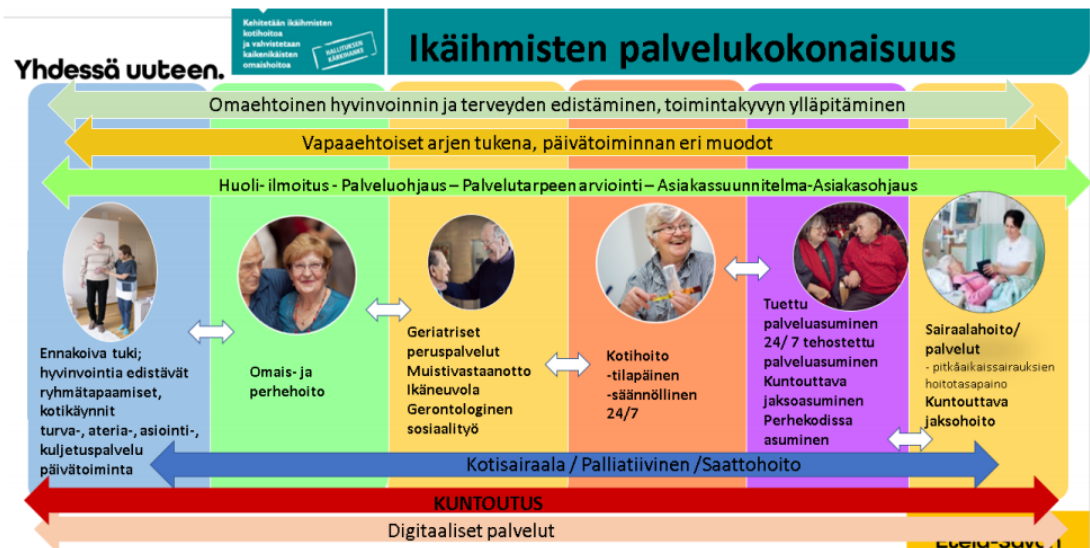 Kehitetään ikäihmisten
kotihoitoa
ja vahvistetaan
kaikenikäisten
omaishoitoa
HALLITUKSEN
KÄRKIHANKE
Ikäihmisten palvelukokonaisuus
Yhdessä uuteen.
Omaehtoinen hyvinvoinnin ja terveyden edistäminen, toimintakyvyn ylläpitäminen
Vapaaehtoiset arjen tukena, päivätoiminnan eri muodot
Huoli- ilmoitus - Palveluohjaus – Palvelutarpeen arviointi – Asiakassuunnitelma-Asiakasohjaus
Ennakoiva tuki;
hyvinvointia edistävät
ryhmätapaamiset,
kotikäynnit
turva-, ateria-, asiointi-,
kuljetuspalvelu
päivätoiminta
Omais- ja
perhehoito
Geriatriset
peruspalvelut
Muistivastaanotto
Ikäneuvola
Gerontologinen
sosiaalityö
Kotihoito
-tilapäinen
-säännöllinen
24/7
Tuettu
palveluasuminen
24/ 7 tehostettu
palveluasuminen
Kuntouttava
jaksoasuminen
Perhekodissa
asuminen
Sairaalahoito/
palvelut
- pitkäaikaissairauksien
hoitotasapaino
Kuntouttava
jaksohoito
Kotisairaala / Palliatiivinen /Saattohoito
KUNTOUTUS
Digitaaliset palvelut
Etelä-Savon